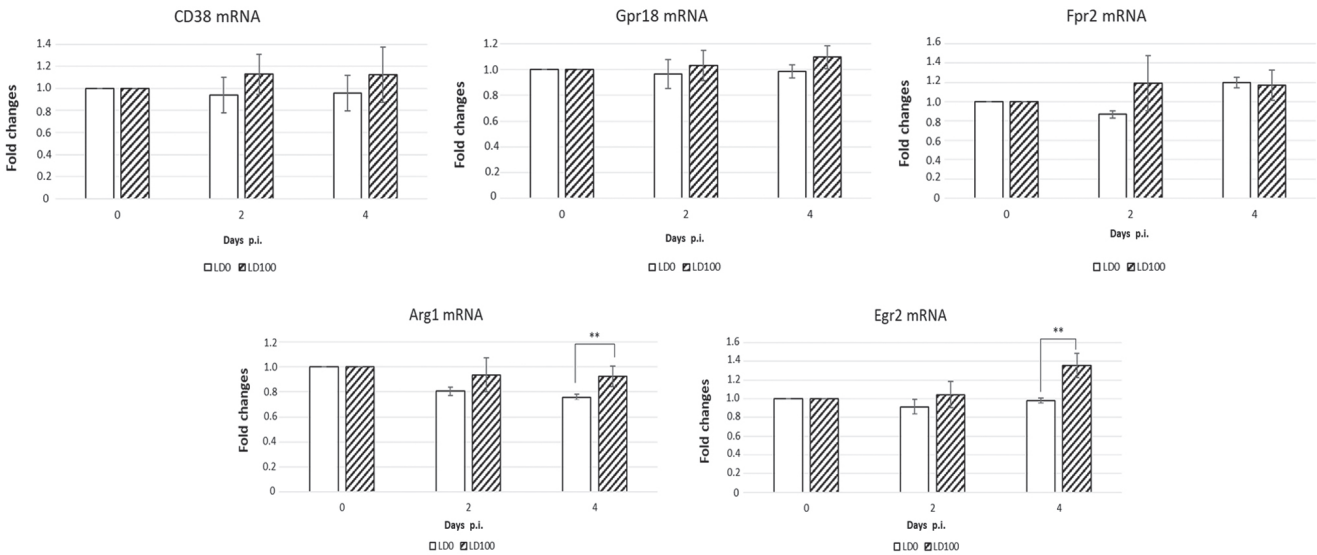 CD38 mRNA
Fold changes
1.4
1.2
1.0
0.8
0.6
0.4
0.2
0
0 2 4
Days p.i.
LD0 LD100
Gpr18 mRNA
Fold changes
1.2
1.0
0.8
0.6
0.4
0.2
0
0 2 4
Days p.i.
LD0 LD100
Fpr2 mRNA
Fold changes
1.6
1.4
1.2
1.0
0.8
0.6
0.4
0.2
0
0 2 4
Days p.i.
LD0 LD100
Arg1 mRNA
**
Fold changes
1.2
1.0
0.8
0.6
0.4
0.2
0
0 2 4
Days p.i.
LD0 LD100
Egr2 mRNA
**
Fold changes
1.6
1.4
1.2
1.0
0.8
0.6
0.4
0.2
0
0 2 4
Days p.i.
LD0 LD100